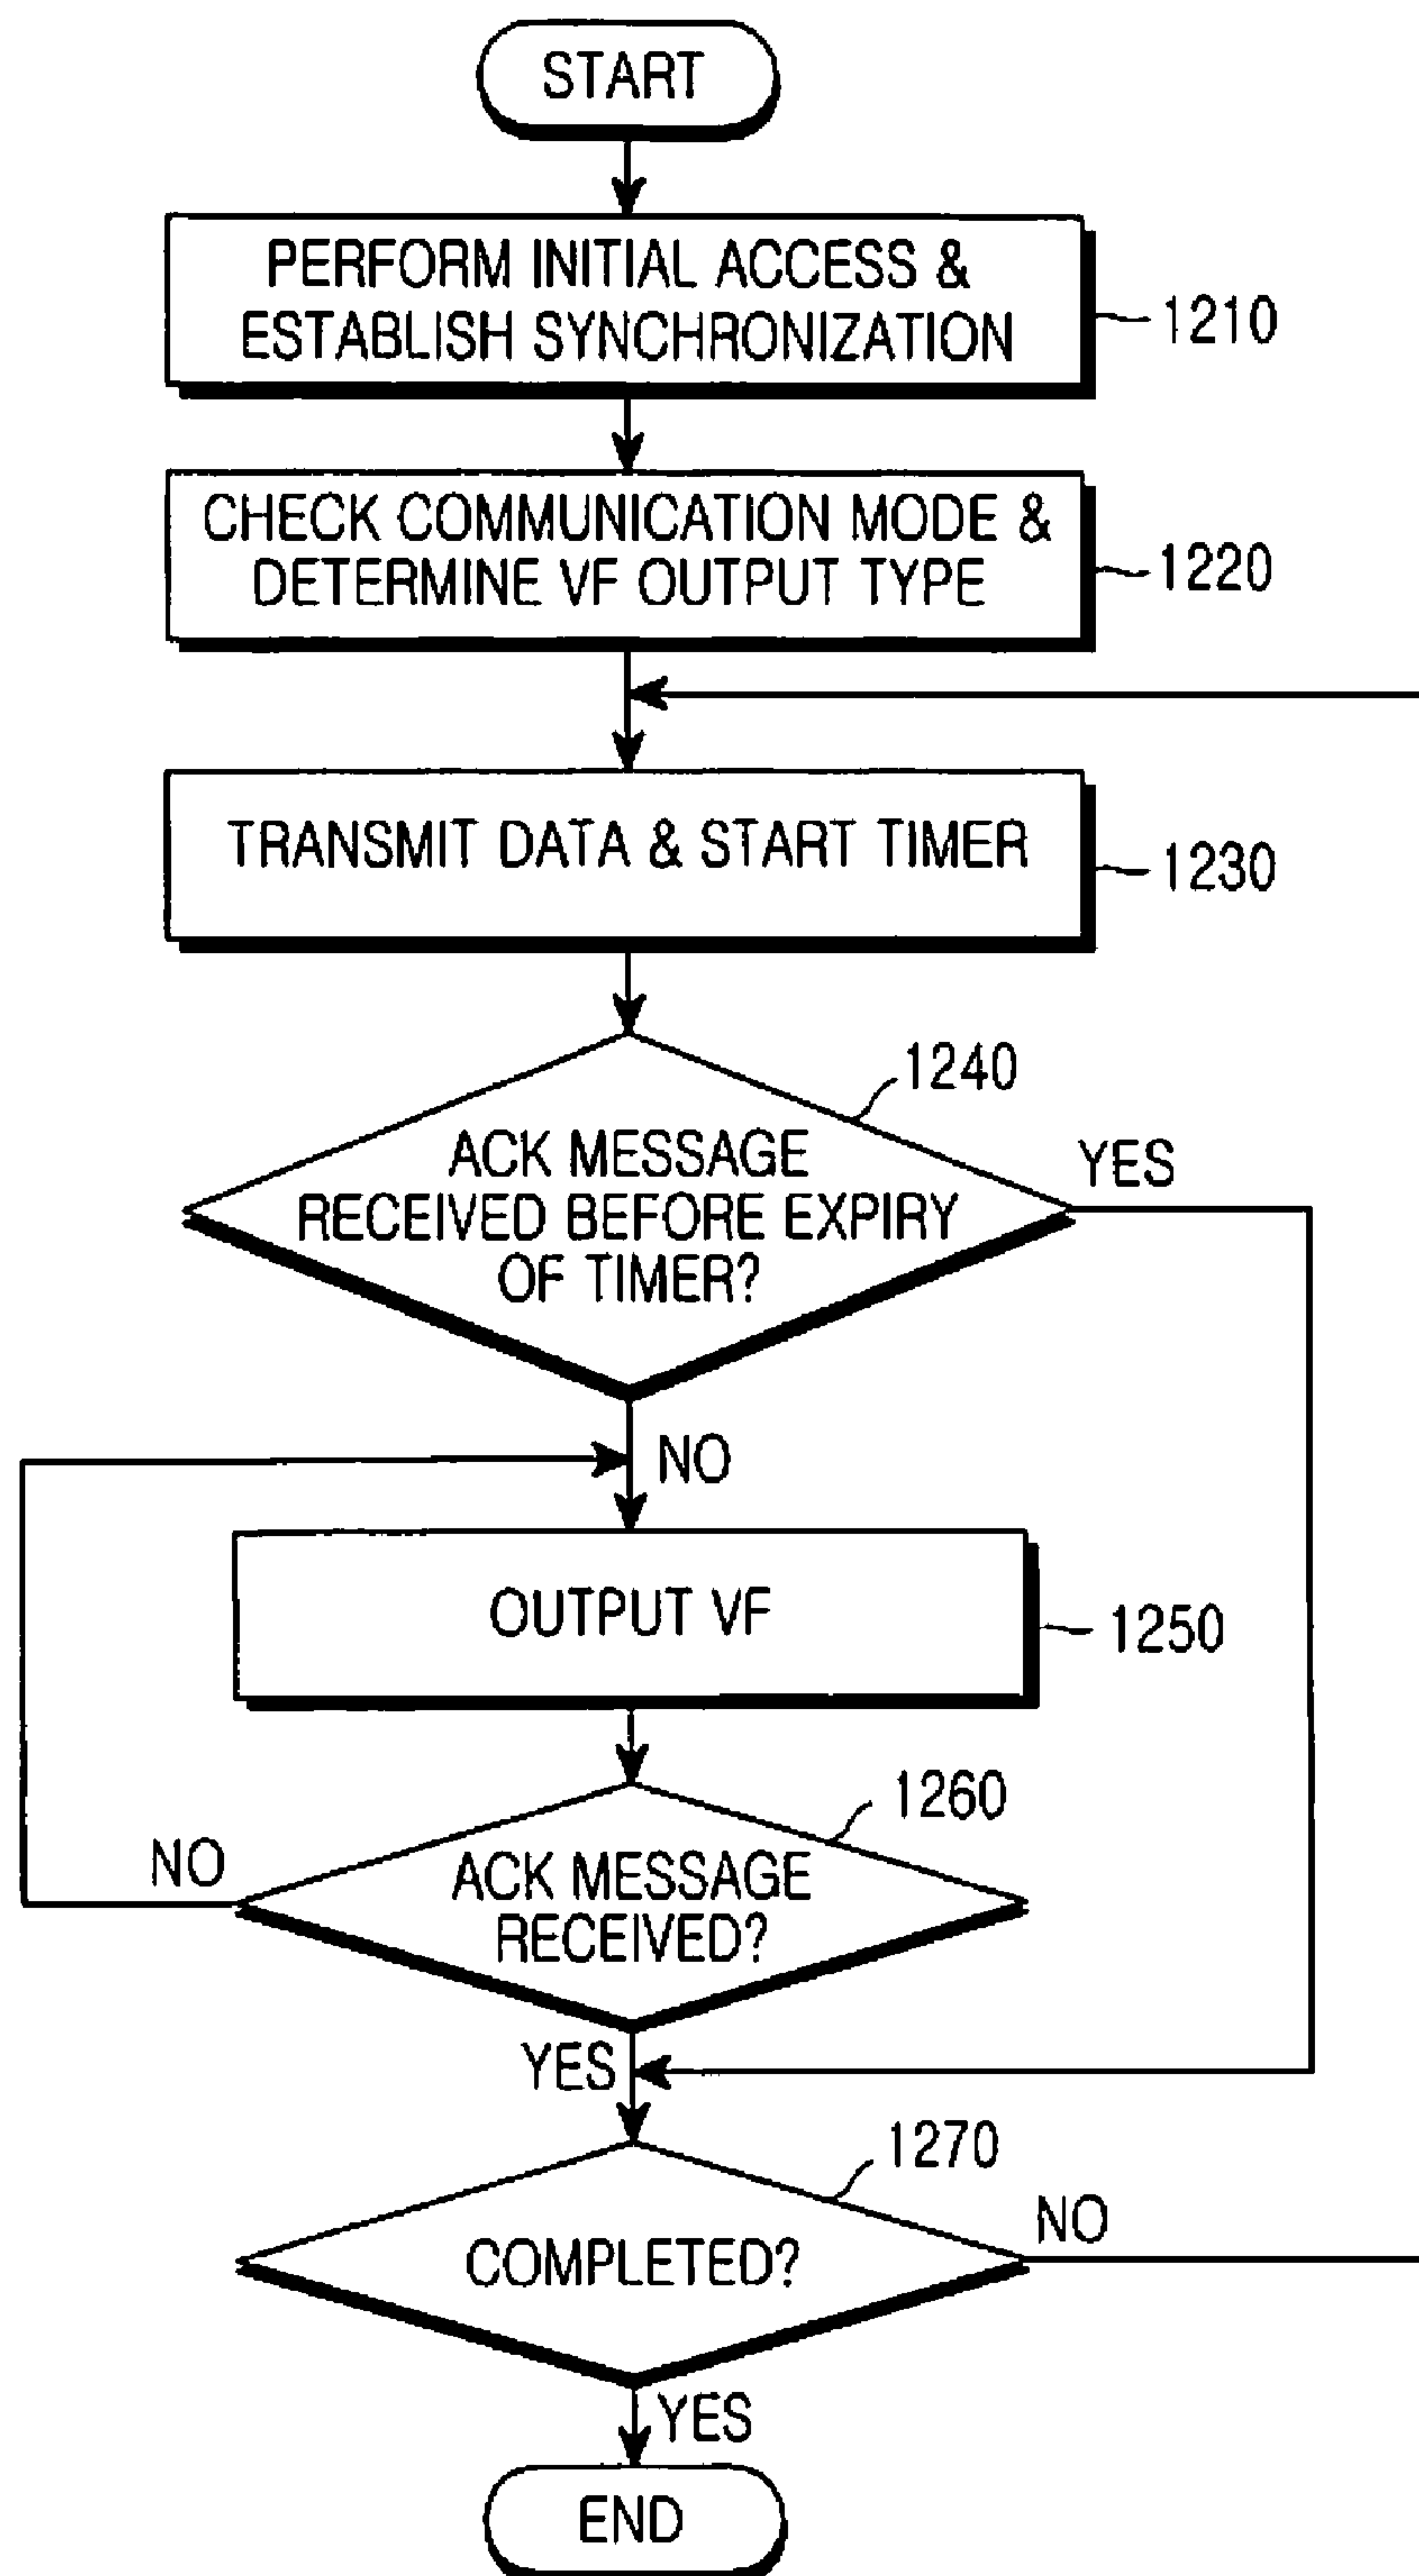 START
PERFORM INITIAL ACCESS &
ESTABLISH SYNCHRONIZATION
1210
CHECK COMMUNICATION MODE &
DETERMINE VF OUTPUT TYPE
1220
TRANSMIT DATA & START TIMER
1230
1240
ACK MESSAGE
RECEIVED BEFORE EXPIRY
OF TIMER?
YES
NO
OUTPUT VF
1250
1260
NO
ACK MESSAGE
RECEIVED?
YES
1270
NO
COMPLETED?
YES
END